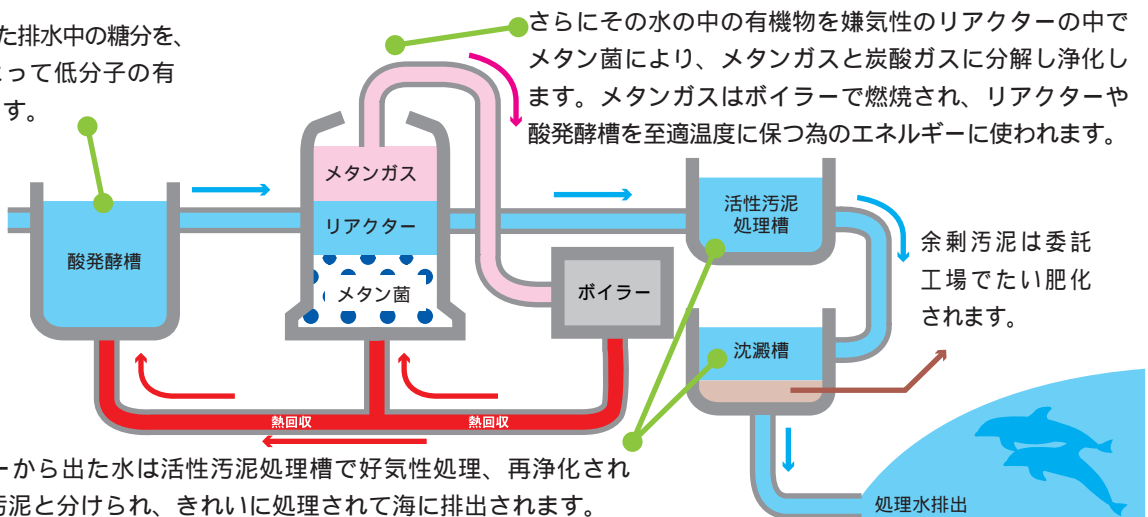 た排水中の糖分を、
よって低分子の有
す。
さらにその水の中の有機物を嫌気性のリアクターの中で
メタン菌により、メタンガスと炭酸ガスに分解し浄化し
ます。メタンガスはボイラーで燃焼され、リアクターや
酸発酵槽を至適温度に保つ為のエネルギーに使われます。
メタンガス
リアクター
メタン菌
酸発酵槽
ボイラー
活性汚泥
処理槽
余剰汚泥は委託
工場でたい肥化
されます。
沈澱槽
熱回収
熱回収
ーから出た水は活性汚泥処理槽で好気性処理、再浄化され
汚泥と分けられ、きれいに処理されて海に排出されます。
処理水排出